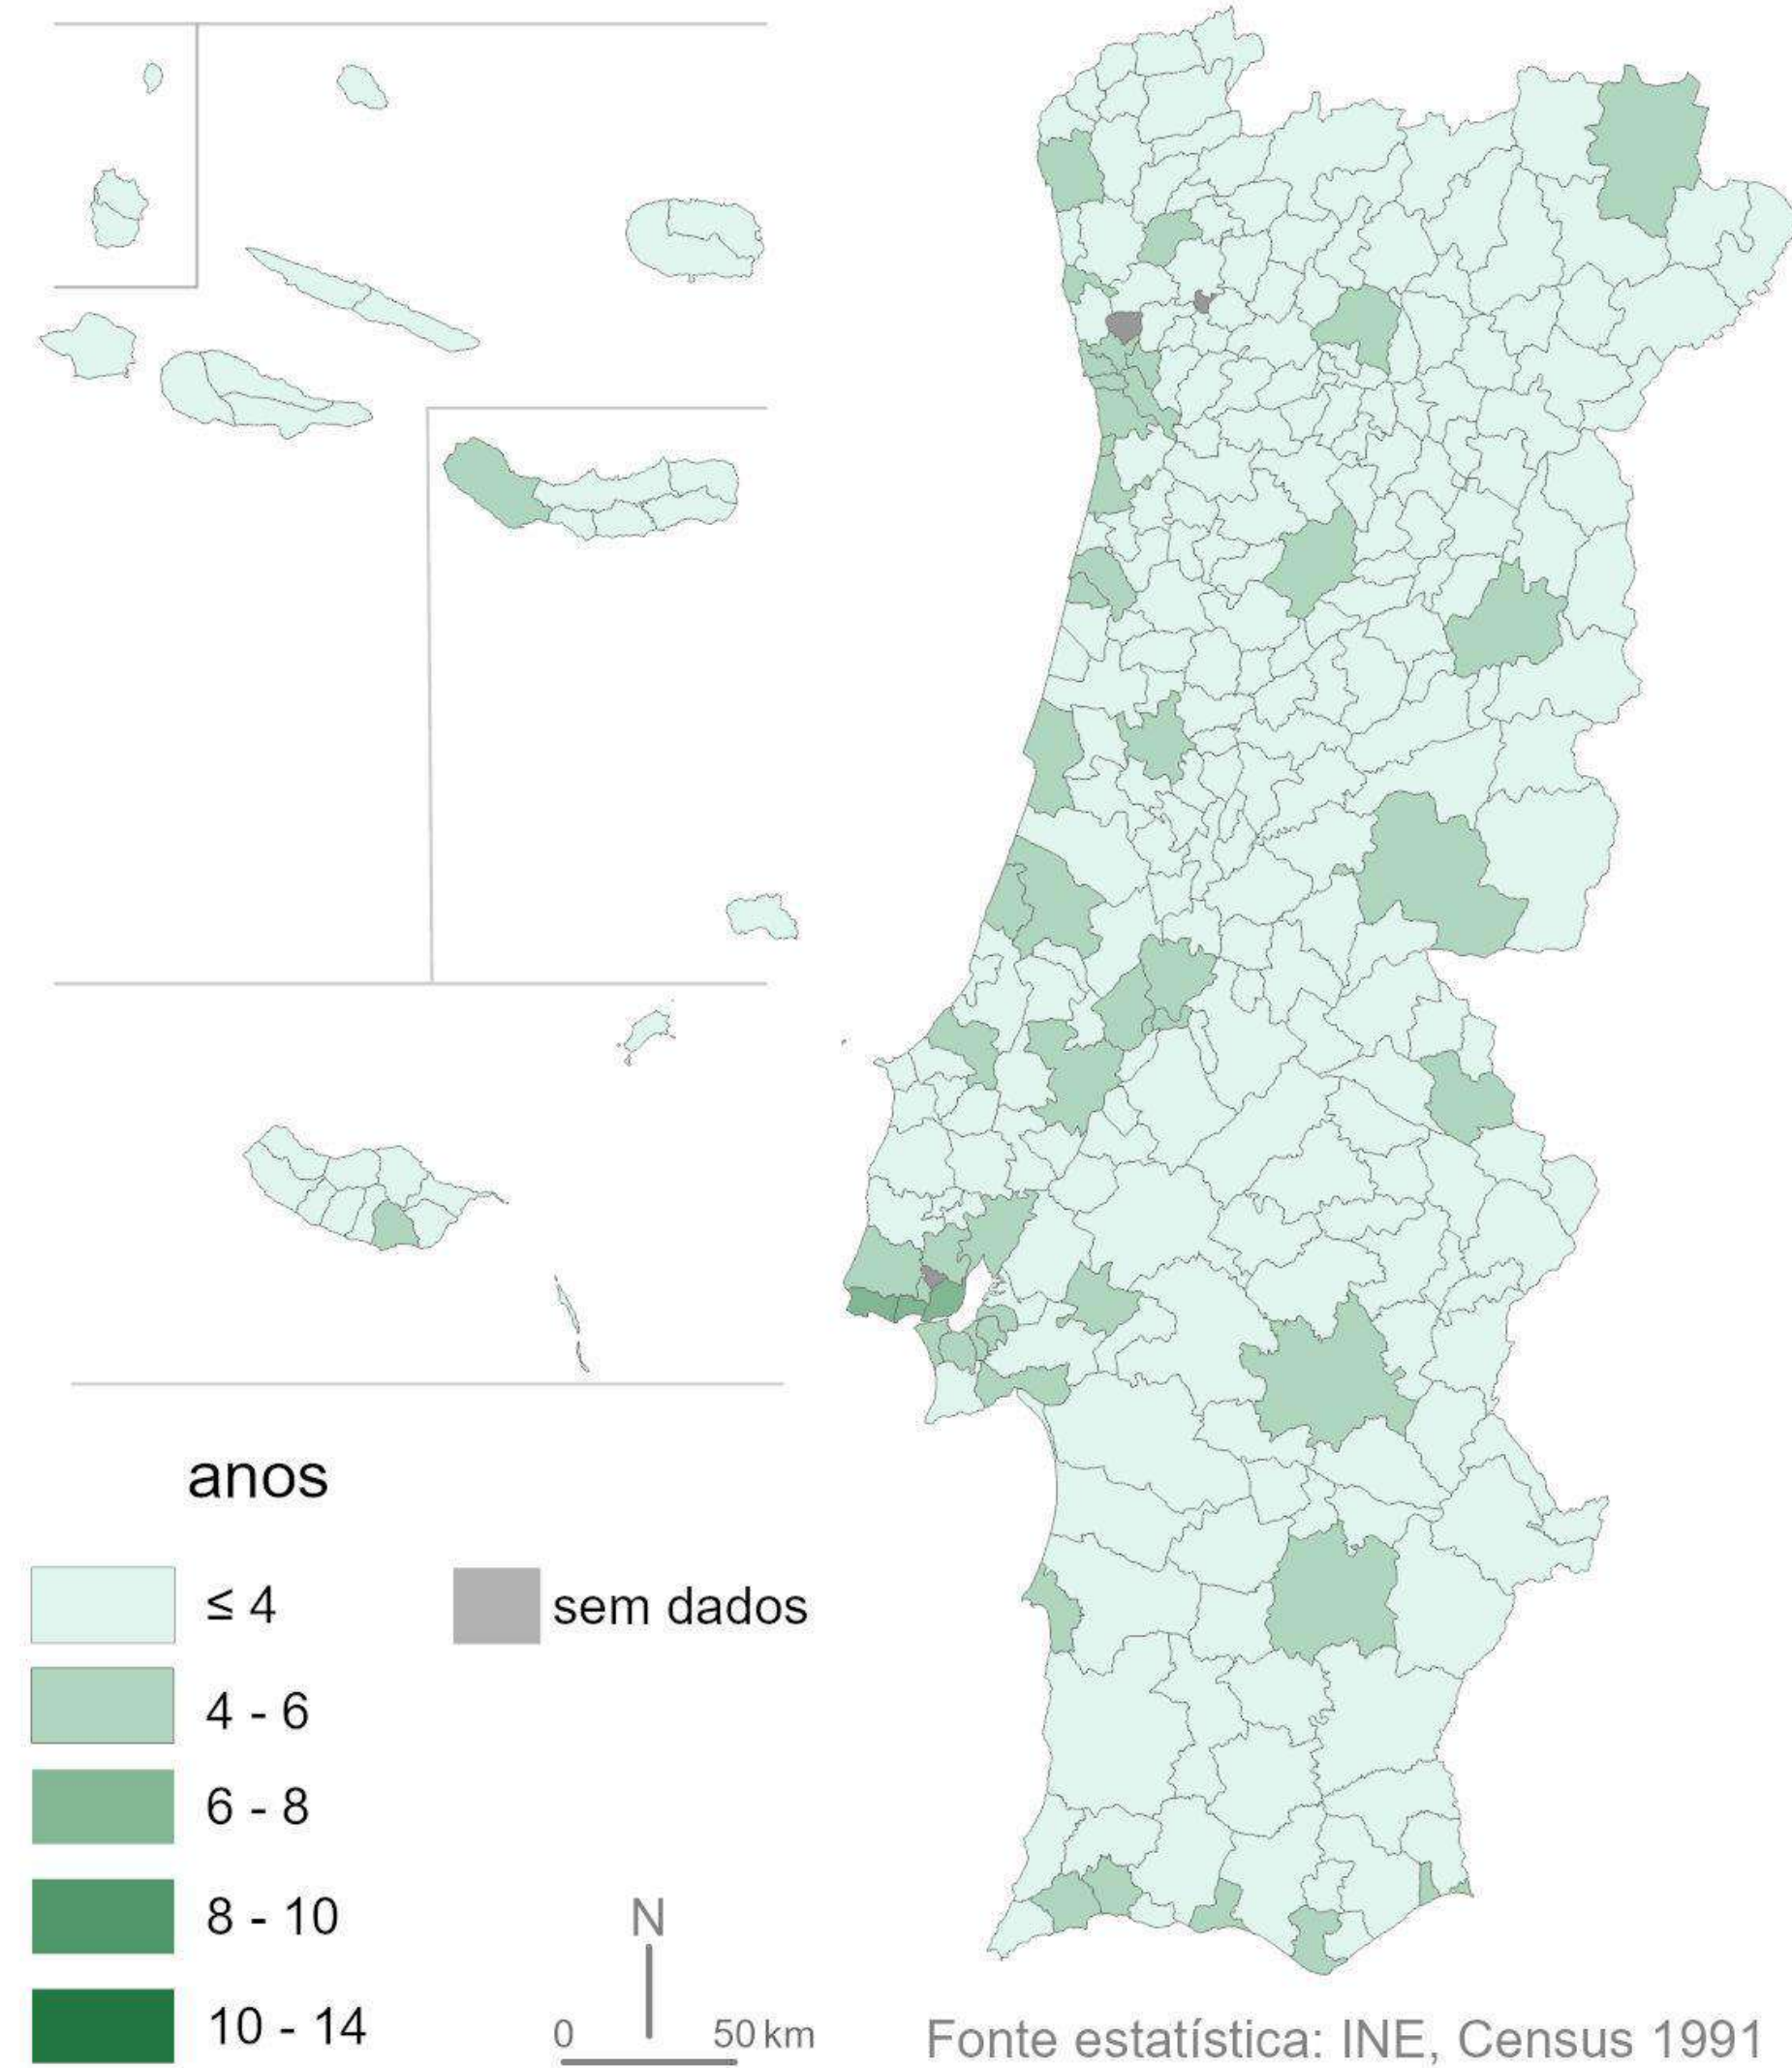 anos
≤ 4
sem dados
4 - 6
6 - 8
8 - 10
10 - 14
N
0 50 km
Fonte estatística: INE, Census 1991